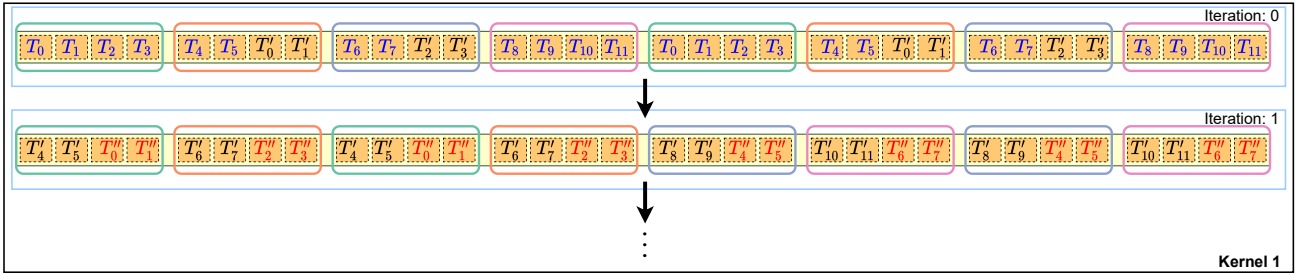 Iteration: 0
T₀ T₁ T₂ T₃ T₄ T₅ T′₀ T′₁ T₆ T₇ T′₂ T′₃ T₈ T₉ T₁₀ T₁₁ T₀ T₁ T₂ T₃ T₄ T₅ T′₀ T′₁ T₆ T₇ T′₂ T′₃ T₈ T₉ T₁₀ T₁₁
Iteration: 1
T′₄ T′₅ T″₀ T″₁ T′₆ T′₇ T″₂ T″₃ T′₄ T′₅ T″₀ T″₁ T′₆ T′₇ T″₂ T″₃ T′₈ T′₉ T″₄ T″₅ T′₁₀ T′₁₁ T″₆ T″₇ T′₈ T′₉ T″₄ T″₅ T′₁₀ T′₁₁ T″₆ T″₇
⋮
Kernel 1